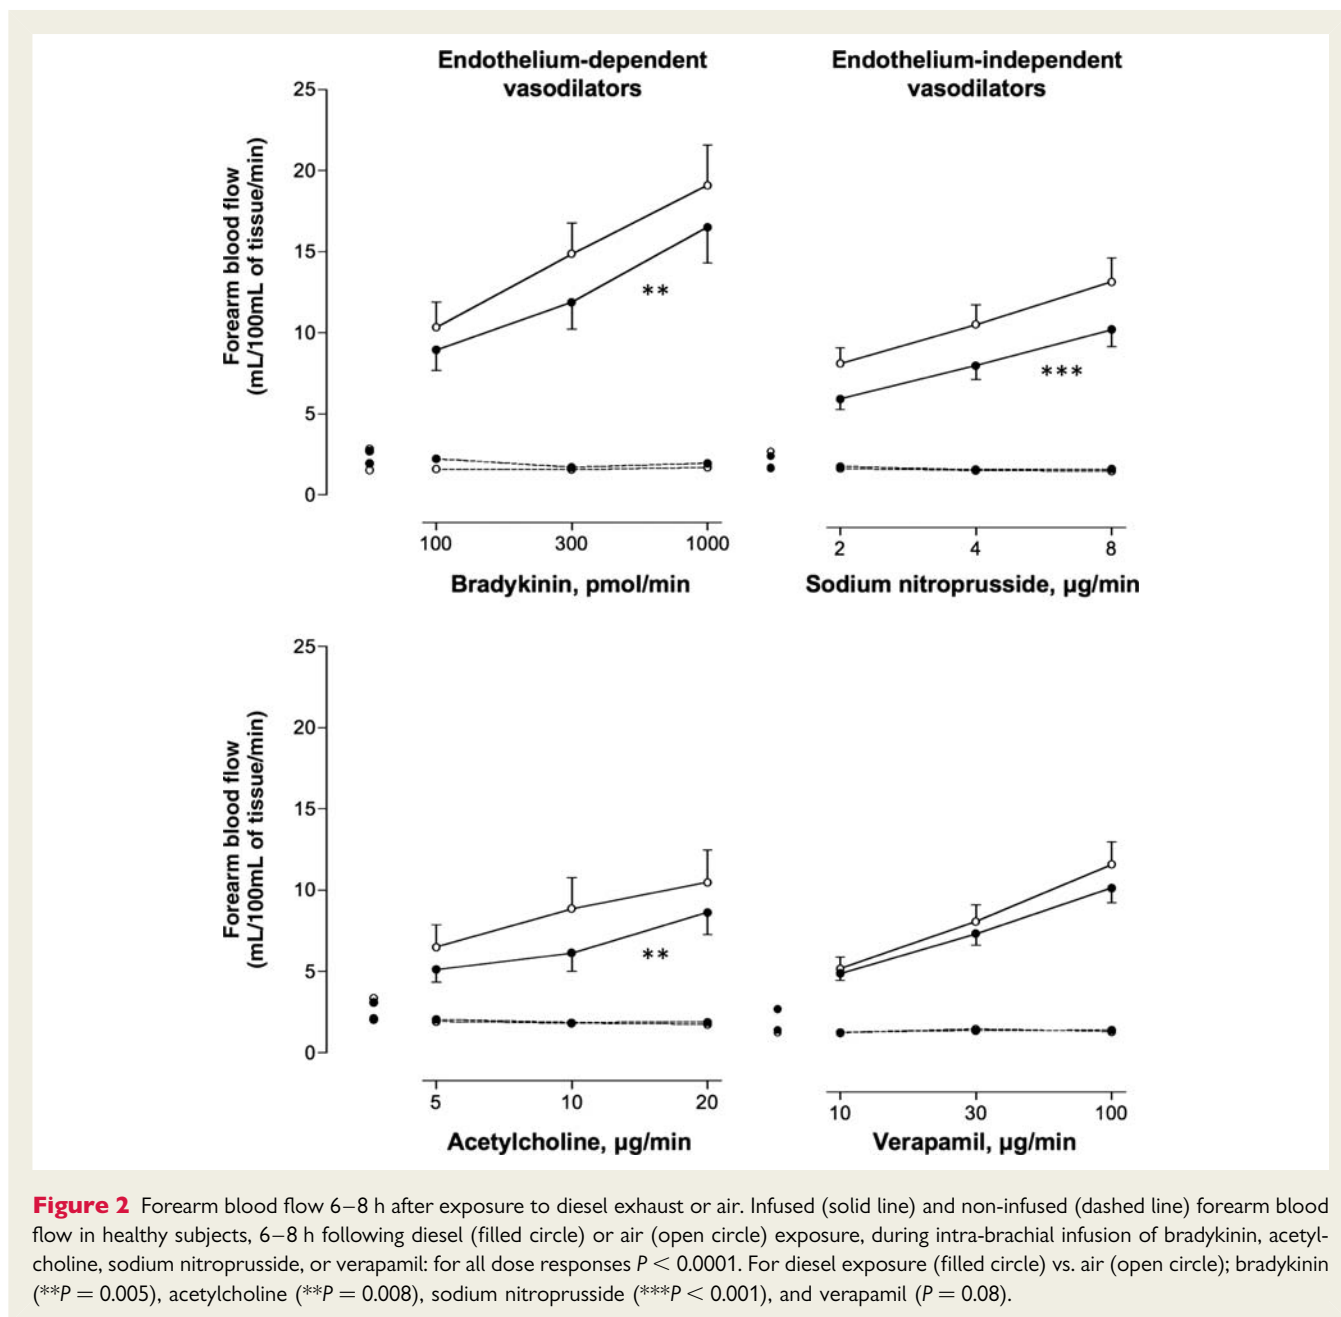 Endothelium-dependent
vasodilators
Endothelium-independent
vasodilators
Forearm blood flow
(mL/100mL of tissue/min)
25
20
15
10
5
0
**
100 300 1000
Bradykinin, pmol/min
***
2 4 8
Sodium nitroprusside, µg/min
Forearm blood flow
(mL/100mL of tissue/min)
25
20
15
10
5
0
**
5 10 20
Acetylcholine, µg/min
10 30 100
Verapamil, µg/min
Figure 2 Forearm blood flow 6–8 h after exposure to diesel exhaust or air. Infused (solid line) and non-infused (dashed line) forearm blood
flow in healthy subjects, 6–8 h following diesel (filled circle) or air (open circle) exposure, during intra-brachial infusion of bradykinin, acetyl-
choline, sodium nitroprusside, or verapamil: for all dose responses P < 0.0001. For diesel exposure (filled circle) vs. air (open circle); bradykinin
(**P = 0.005), acetylcholine (**P = 0.008), sodium nitroprusside (***P < 0.001), and verapamil (P = 0.08).